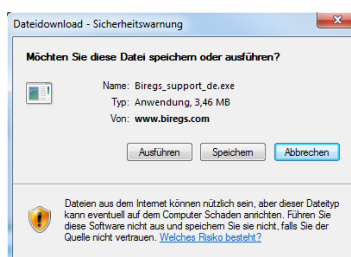 Dateidownload - Sicherheitswarnung
x
Möchten Sie diese Datei speichern oder ausführen?
Name: Biregs_support_de.exe
Typ: Anwendung, 3,46 MB
Von: www.biregs.com
Ausführen Speichern Abbrechen
Dateien aus dem Internet können nützlich sein, aber dieser Dateityp
kann eventuell auf dem Computer Schaden anrichten. Führen Sie
diese Software nicht aus und speichern Sie sie nicht, falls Sie der
Quelle nicht vertrauen. Welches Risiko besteht?